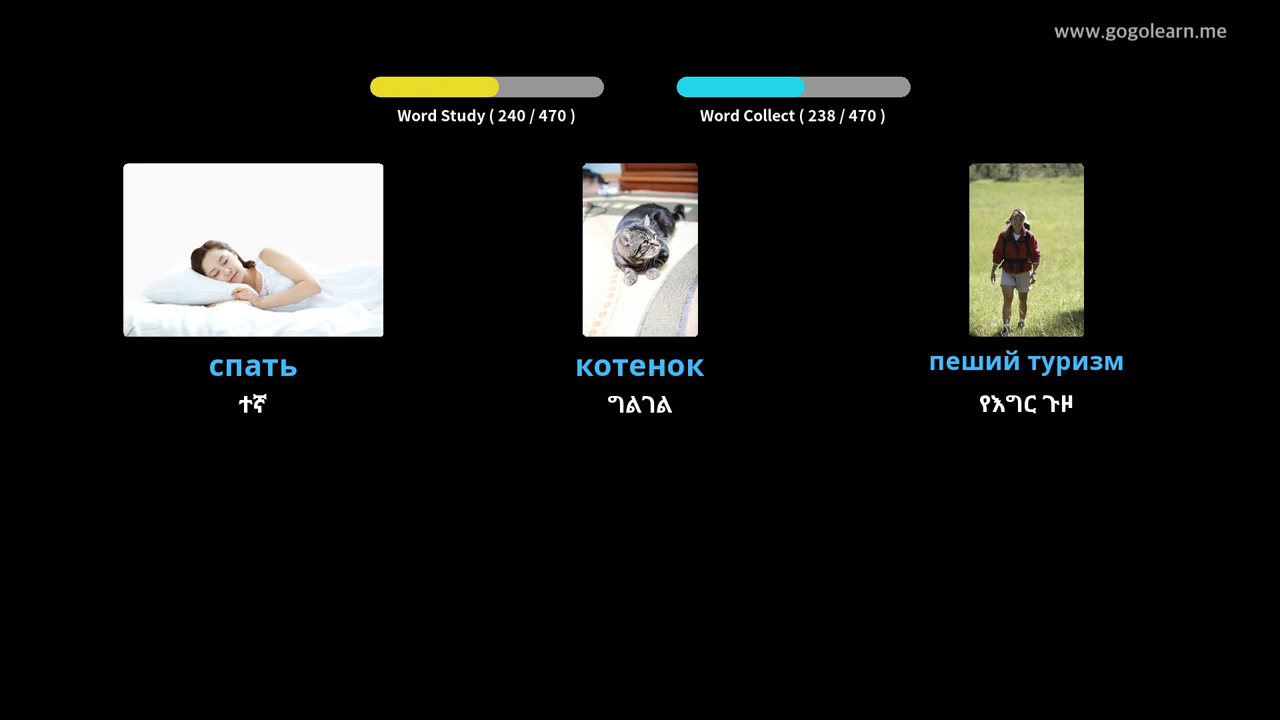 www.gogolearn.me
Word Study ( 240 / 470 )
Word Collect ( 238 / 470 )
спать
котенок
пеший туризм
ተኛ
ግልገል
የእግር ጉዞ